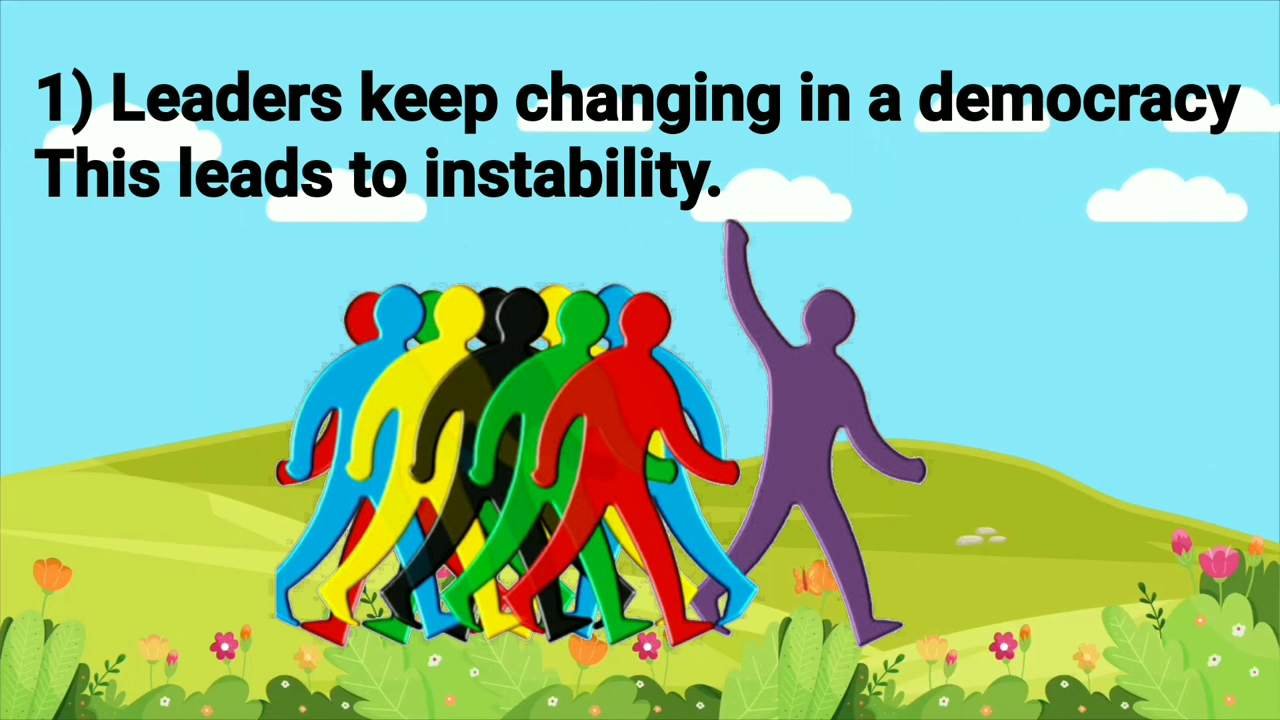 1) Leaders keep changing in a democracy
This leads to instability.